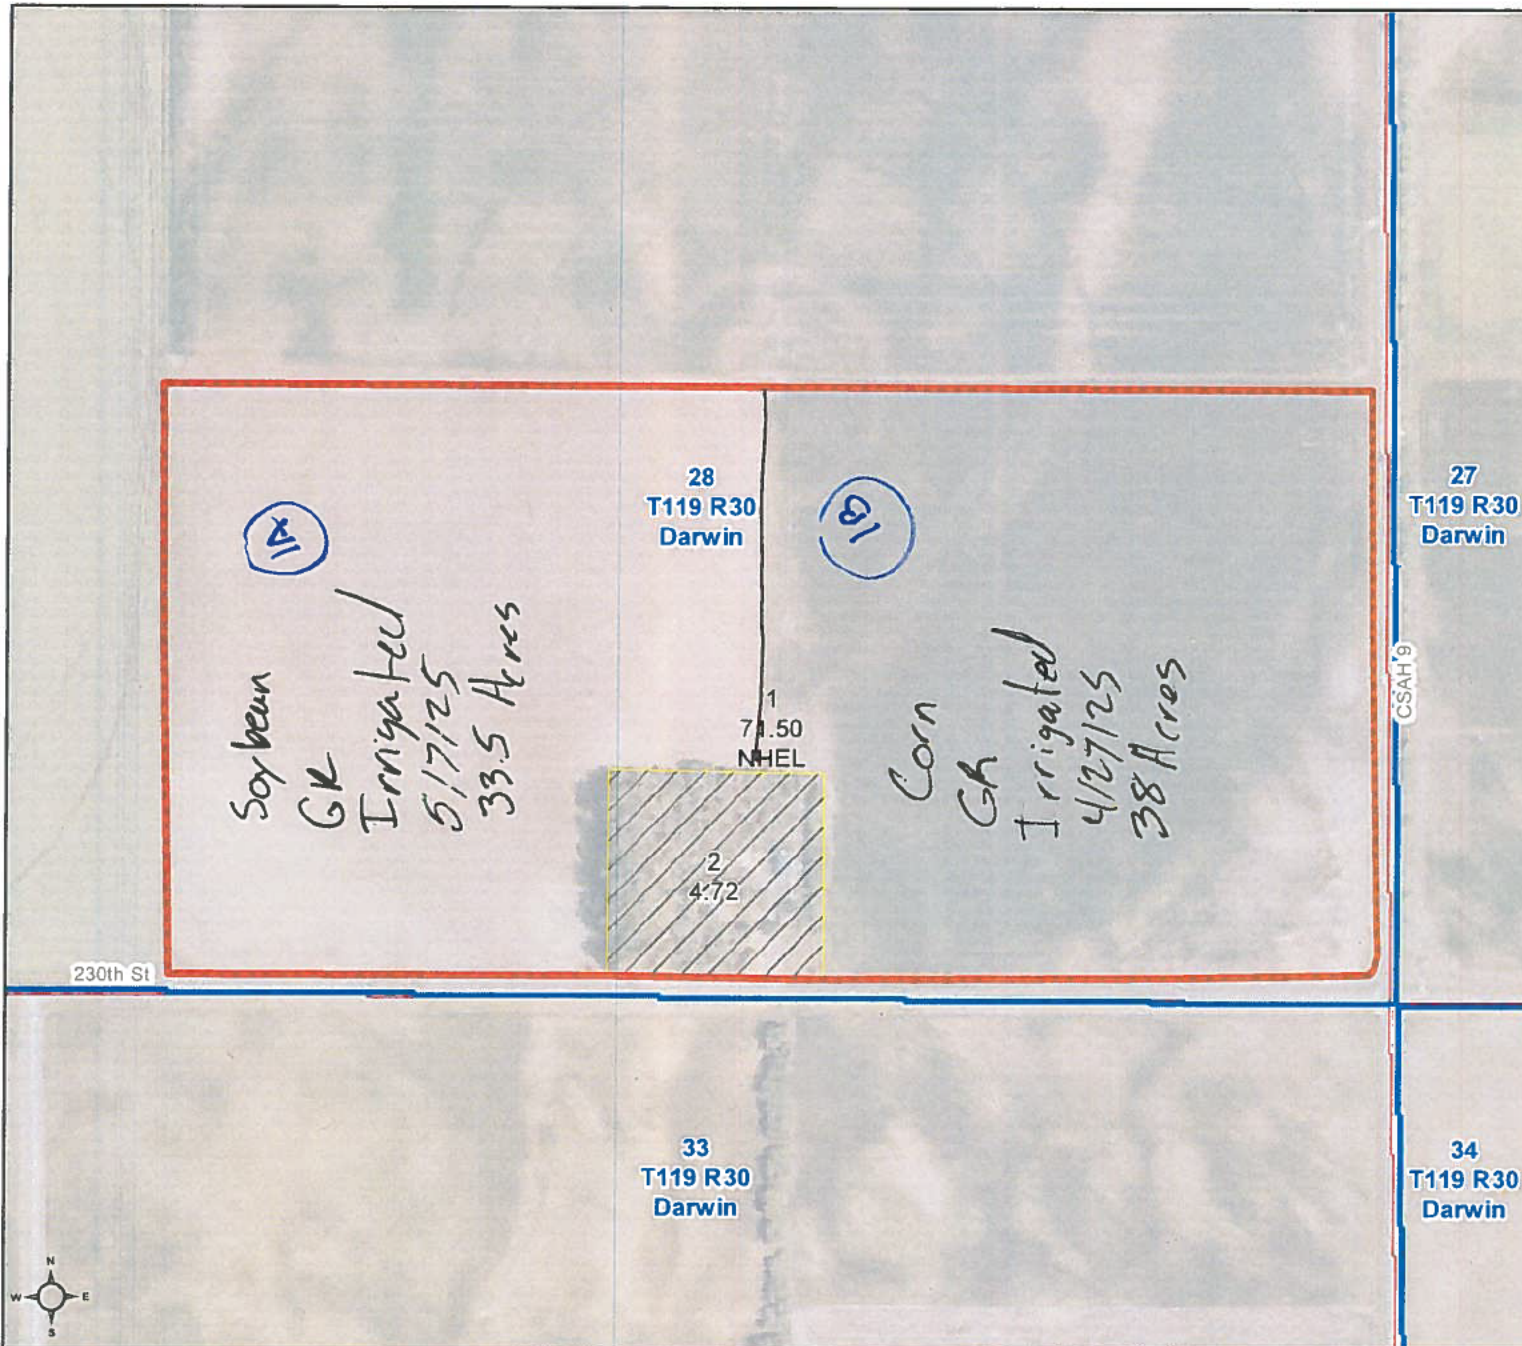 28
T119 R30
Darwin
27
T119 R30
Darwin
1A
Soybean
GR
Irrigated
5/17/25
33.5 Acres
1B
Corn
GR
Irrigated
4/27/25
38 Acres
1
71.50
NHEL
2
4.72
CSAH 9
230th St
33
T119 R30
Darwin
34
T119 R30
Darwin
N
W E
S